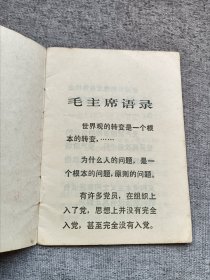 毛主席语录
世界观的转变是一个根
本的转变。……
为什么人的问题，是一
个根本的问题，原则的问题。
有许多党员，在组织上
入了党，思想上并没有完全
入党，甚至完全没有入党。